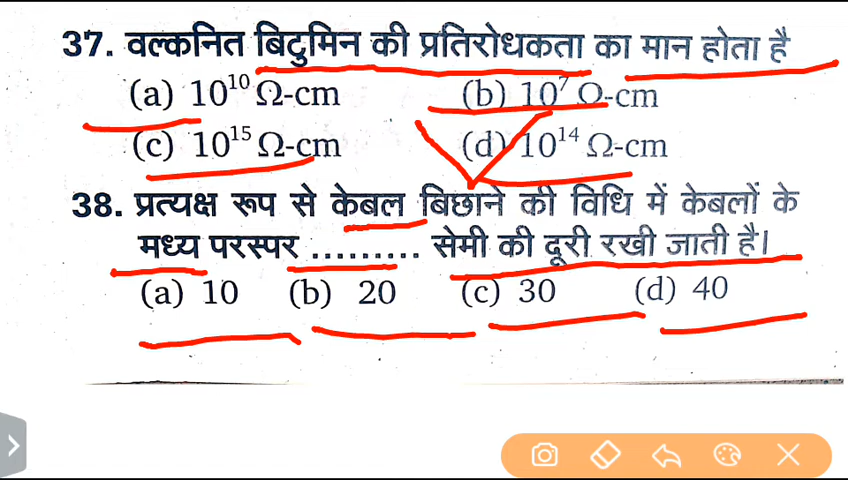 37. वल्कनित बिटुमिन की प्रतिरोधकता का मान होता है
(a) 10¹⁰ Ω-cm (b) 10⁷ Ω-cm
(c) 10¹⁵ Ω-cm (d) 10¹⁴ Ω-cm
38. प्रत्यक्ष रूप से केबल बिछाने की विधि में केबलों के
मध्य परस्पर ......... सेमी की दूरी रखी जाती है।
(a) 10 (b) 20 (c) 30 (d) 40